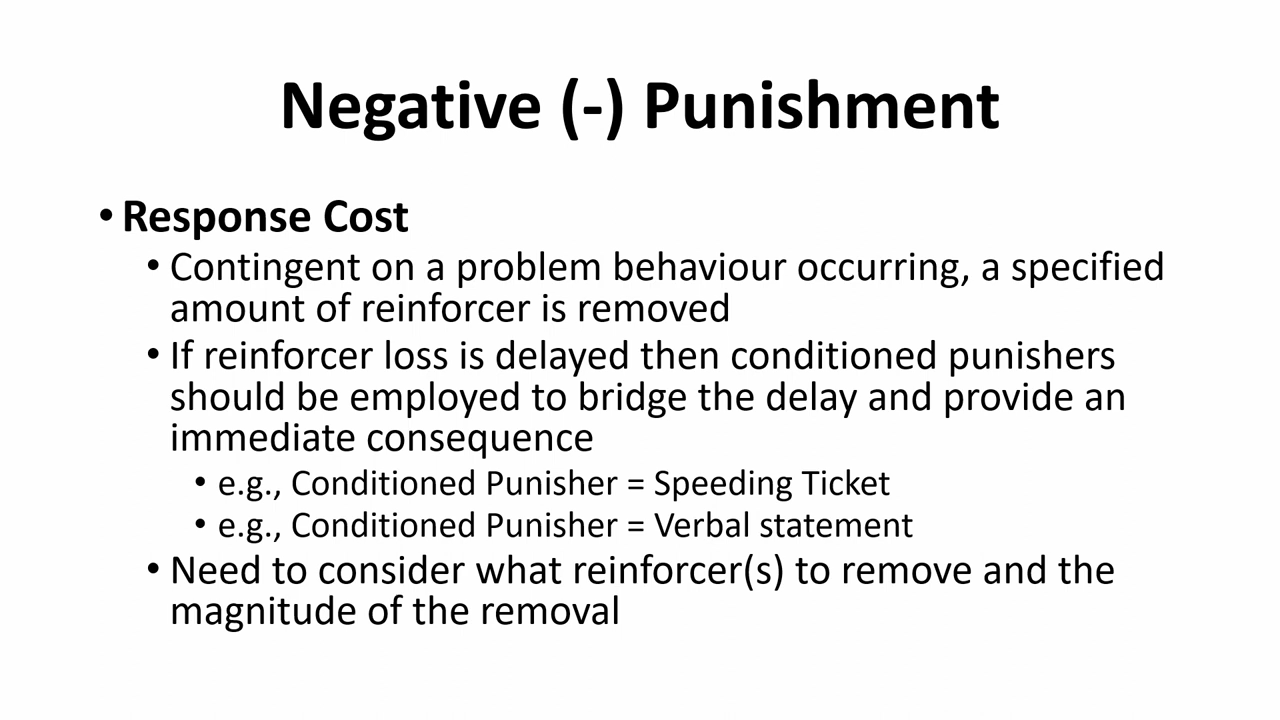 Negative (-) Punishment
• Response Cost
• Contingent on a problem behaviour occurring, a specified
amount of reinforcer is removed
• If reinforcer loss is delayed then conditioned punishers
should be employed to bridge the delay and provide an
immediate consequence
• e.g., Conditioned Punisher = Speeding Ticket
• e.g., Conditioned Punisher = Verbal statement
• Need to consider what reinforcer(s) to remove and the
magnitude of the removal